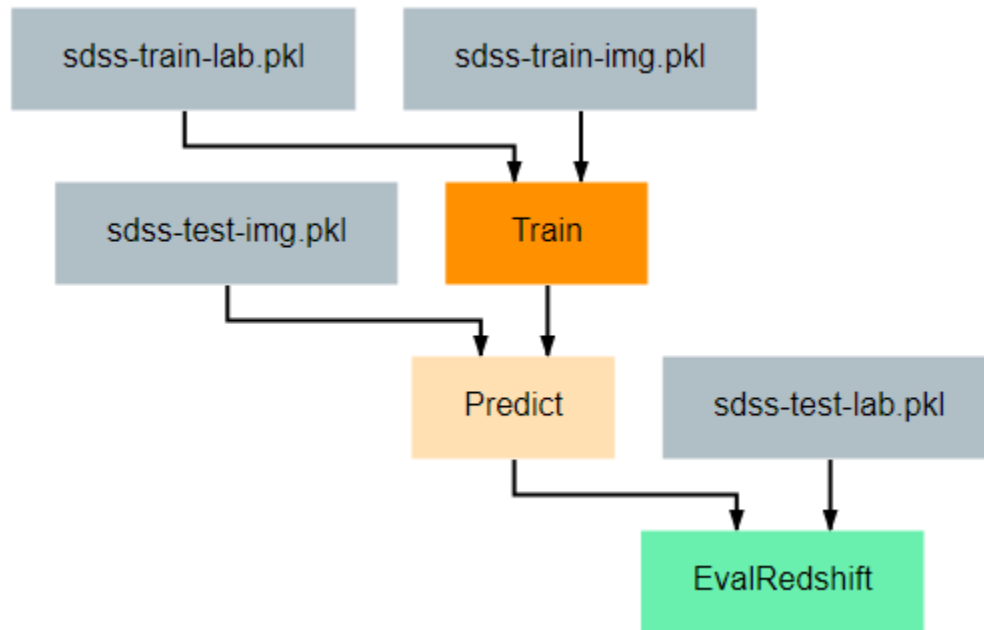 sdss-train-lab.pkl
sdss-train-img.pkl
sdss-test-img.pkl
Train
Predict
sdss-test-lab.pkl
EvalRedshift